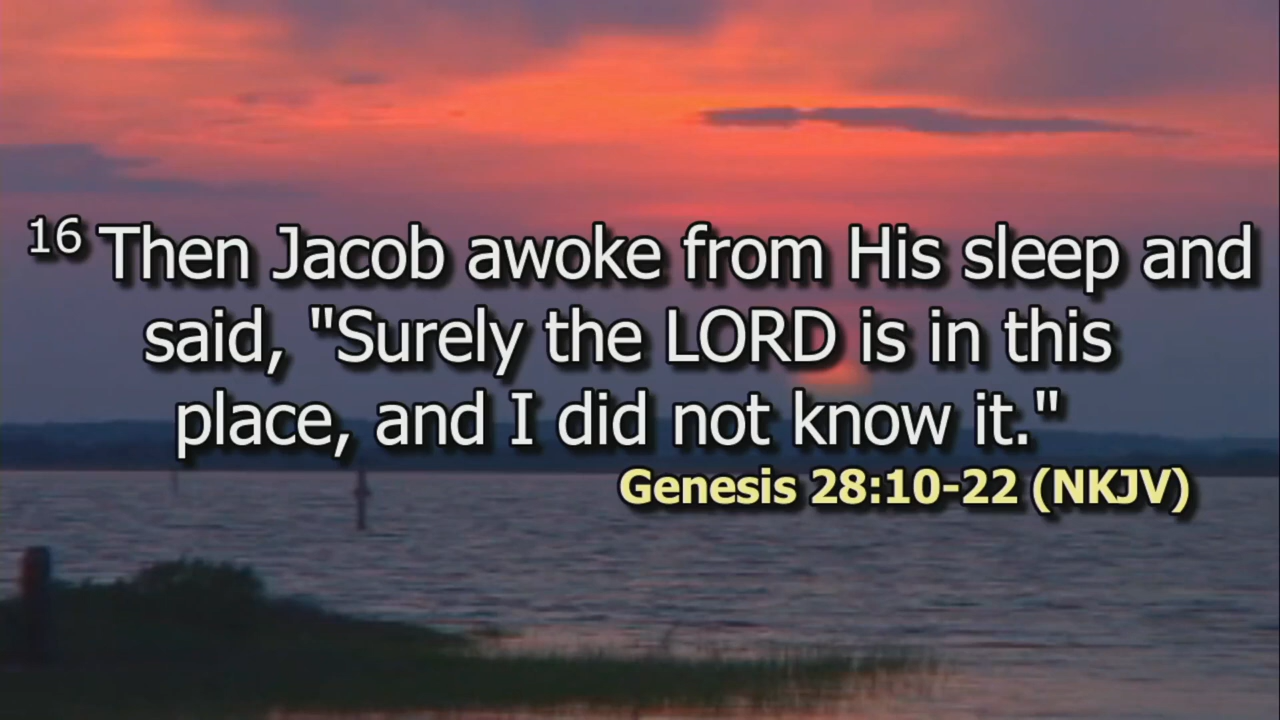 16 Then Jacob awoke from His sleep and
said, "Surely the LORD is in this
place, and I did not know it."
Genesis 28:10-22 (NKJV)